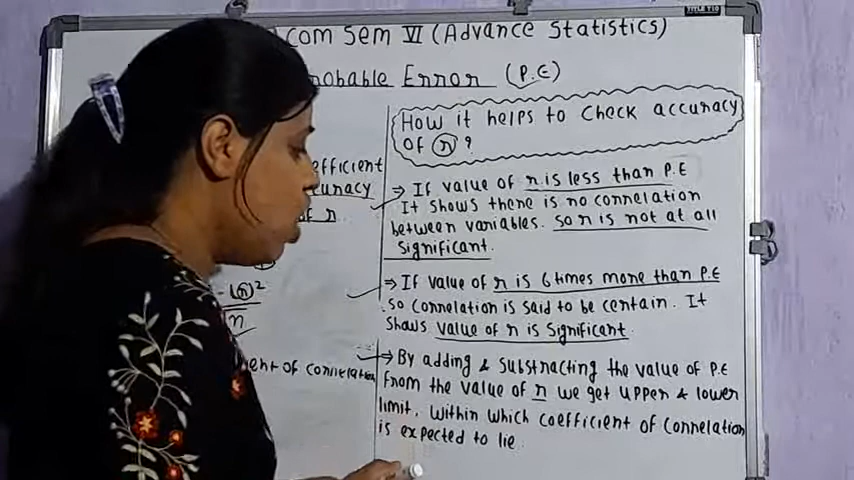 com Sem VI (Advance Statistics)
Probable Error (P.E)
How it helps to check accuracy
of r ?
efficient
of r
→ If value of r is less than P.E
It shows there is no correlation
between variables. so r is not at all
significant.
→ If value of r is 6 times more than P.E
so correlation is said to be certain. It
shows value of r is significant.
(r)²
n
ent of correlation
→ By adding & substracting the value of P.E
from the value of r we get upper & lower
limit, within which coefficient of correlation
is expected to lie.